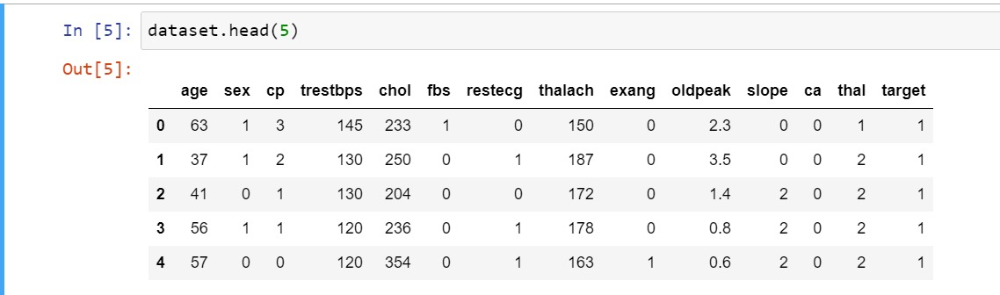 In [5]: dataset.head(5)
Out[5]:
age sex cp trestbps chol fbs restecg thalach exang oldpeak slope ca thal target
0 63 1 3 145 233 1 0 150 0 2.3 0 0 1 1
1 37 1 2 130 250 0 1 187 0 3.5 0 0 2 1
2 41 0 1 130 204 0 0 172 0 1.4 2 0 2 1
3 56 1 1 120 236 0 1 178 0 0.8 2 0 2 1
4 57 0 0 120 354 0 1 163 1 0.6 2 0 2 1